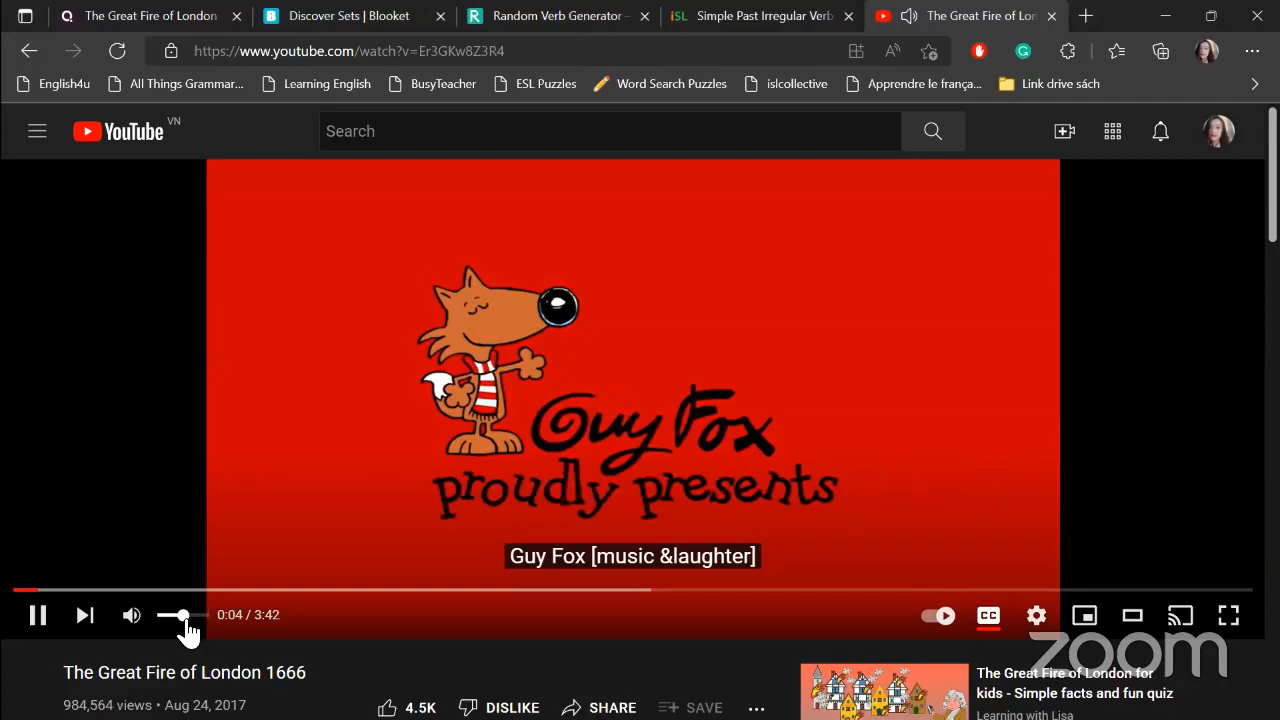 The Great Fire of London
Discover Sets | Blooket
Random Verb Generator
Simple Past Irregular Verb
The Great Fire of Lon
https://www.youtube.com/watch?v=Er3GKw8Z3R4
English4u
All Things Grammar...
Learning English
BusyTeacher
ESL Puzzles
Word Search Puzzles
islcollective
Apprendre le frança...
Link drive sách
YouTube VN
Search
Guy Fox
proudly presents
Guy Fox [music &laughter]
0:04 / 3:42
CC
zoom
The Great Fire of London 1666
984,564 views • Aug 24, 2017
4.5K
DISLIKE
SHARE
SAVE
The Great Fire of London for
kids - Simple facts and fun quiz
Learning with Lisa